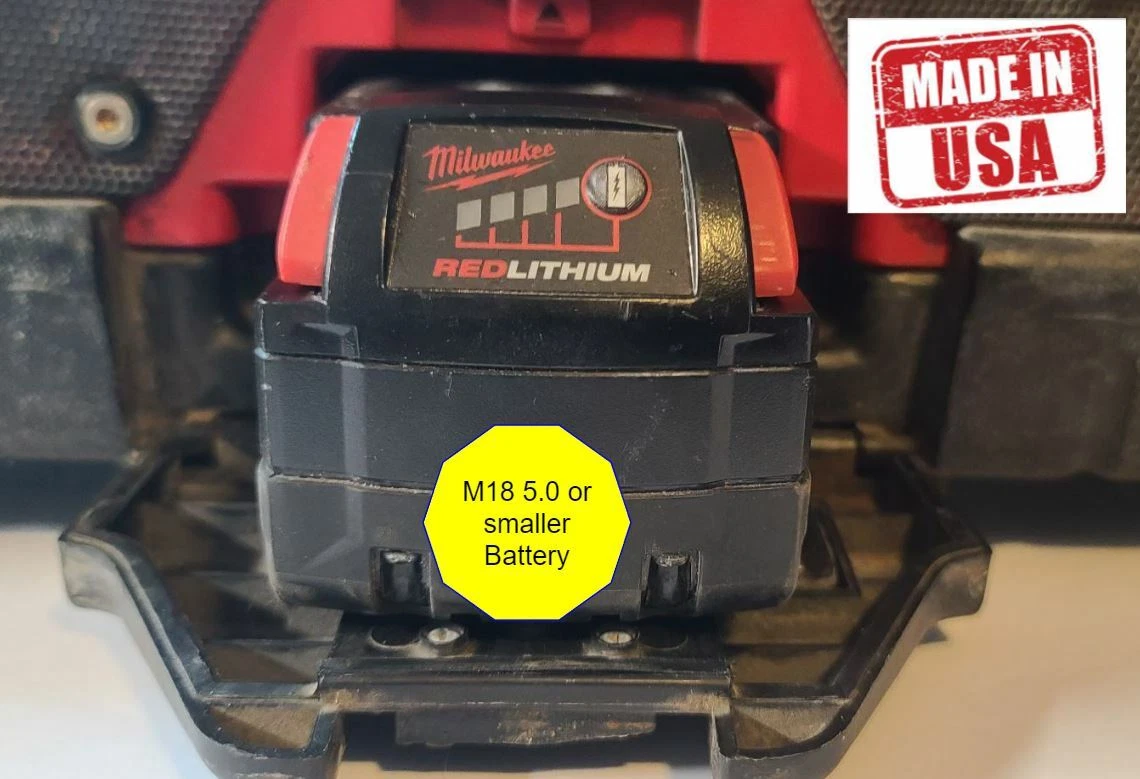 MADE IN
USA
Milwaukee
REDLITHIUM
M18 5.0 or
smaller
Battery